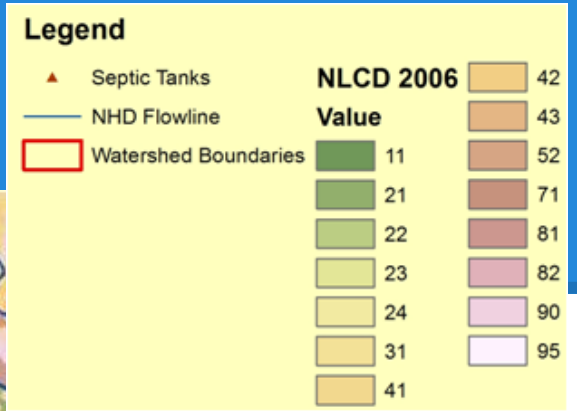 Legend
Septic Tanks
NHD Flowline
Watershed Boundaries
NLCD 2006
Value
11
21
22
23
24
31
41
42
43
52
71
81
82
90
95